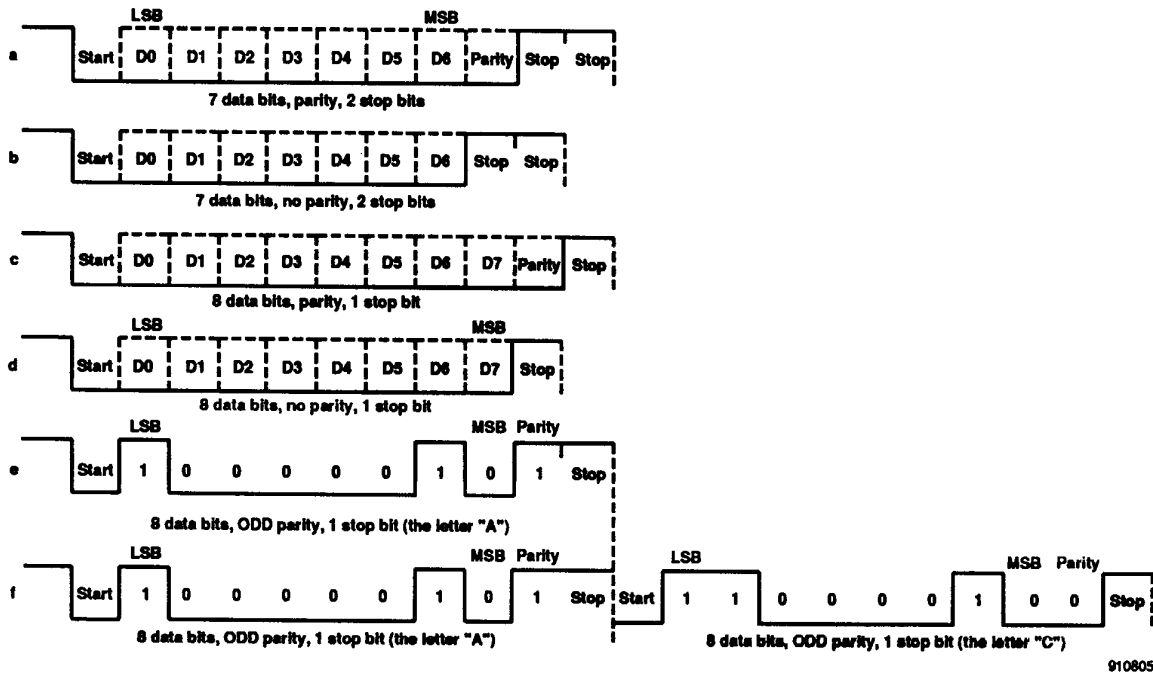 LSB MSB
a Start D0 D1 D2 D3 D4 D5 D6 Parity Stop Stop
7 data bits, parity, 2 stop bits
b Start D0 D1 D2 D3 D4 D5 D6 Stop Stop
7 data bits, no parity, 2 stop bits
c Start D0 D1 D2 D3 D4 D5 D6 D7 Parity Stop
8 data bits, parity, 1 stop bit
LSB MSB
d Start D0 D1 D2 D3 D4 D5 D6 D7 Stop
8 data bits, no parity, 1 stop bit
LSB MSB Parity
e Start 1 0 0 0 0 0 1 0 1 Stop
8 data bits, ODD parity, 1 stop bit (the letter "A")
LSB MSB Parity LSB MSB Parity
f Start 1 0 0 0 0 0 1 0 1 Stop Start 1 1 0 0 0 0 1 0 0 Stop
8 data bits, ODD parity, 1 stop bit (the letter "A") 8 data bits, ODD parity, 1 stop bit (the letter "C")
910805